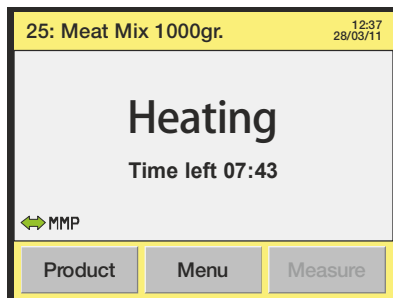 25: Meat Mix 1000gr.
12:37
28/03/11
Heating
Time left 07:43
MMP
Product
Menu
Measure